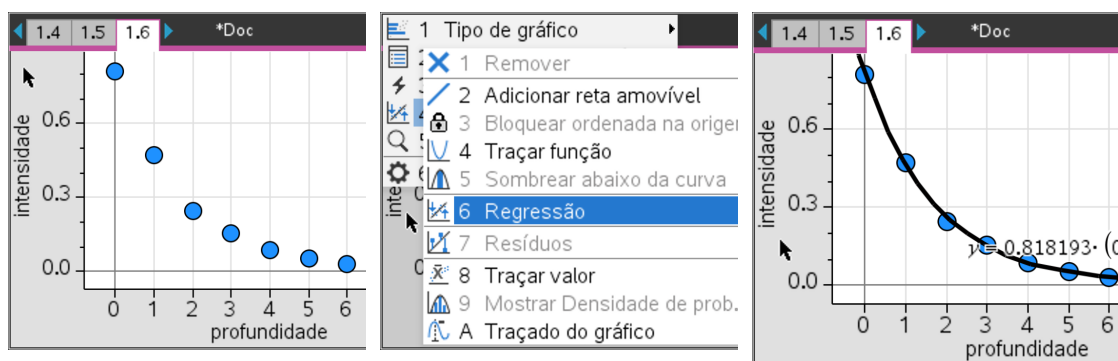 1.4 1.5 1.6 *Doc
intensidade
0.6
0.3
0.0
0 1 2 3 4 5 6
profundidade
1 Tipo de gráfico
1 Remover
2 Adicionar reta amovível
3 Bloquear ordenada na orige
4 Traçar função
5 Sombrear abaixo da curva
6 Regressão
7 Resíduos
8 Traçar valor
9 Mostrar Densidade de prob.
A Traçado do gráfico
inte
1.4 1.5 1.6 *Doc
intensidade
0.6
0.3
0.0
y=0.818193· (0
0 1 2 3 4 5 6
profundidade